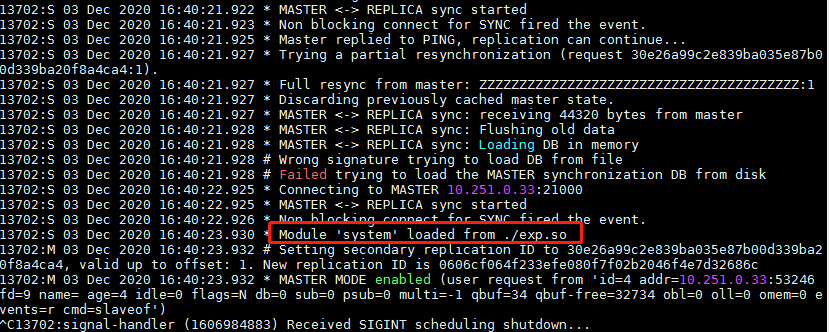 13702:S 03 Dec 2020 16:40:21.922 * MASTER <-> REPLICA sync started
13702:S 03 Dec 2020 16:40:21.923 * Non blocking connect for SYNC fired the event.
13702:S 03 Dec 2020 16:40:21.925 * Master replied to PING, replication can continue...
13702:S 03 Dec 2020 16:40:21.927 * Trying a partial resynchronization (request 30e26a99c2e839ba035e87b0
0d339ba20f8a4ca4:1).
13702:S 03 Dec 2020 16:40:21.927 * Full resync from master: ZZZZZZZZZZZZZZZZZZZZZZZZZZZZZZZZZZZZZZZZ:1
13702:S 03 Dec 2020 16:40:21.927 * Discarding previously cached master state.
13702:S 03 Dec 2020 16:40:21.927 * MASTER <-> REPLICA sync: receiving 44320 bytes from master
13702:S 03 Dec 2020 16:40:21.928 * MASTER <-> REPLICA sync: Flushing old data
13702:S 03 Dec 2020 16:40:21.928 * MASTER <-> REPLICA sync: Loading DB in memory
13702:S 03 Dec 2020 16:40:21.928 # Wrong signature trying to load DB from file
13702:S 03 Dec 2020 16:40:21.928 # Failed trying to load the MASTER synchronization DB from disk
13702:S 03 Dec 2020 16:40:22.925 * Connecting to MASTER 10.251.0.33:21000
13702:S 03 Dec 2020 16:40:22.925 * MASTER <-> REPLICA sync started
13702:S 03 Dec 2020 16:40:22.926 * Non blocking connect for SYNC fired the event.
13702:S 03 Dec 2020 16:40:23.930 * Module 'system' loaded from ./exp.so
13702:M 03 Dec 2020 16:40:23.932 # Setting secondary replication ID to 30e26a99c2e839ba035e87b00d339ba2
0f8a4ca4, valid up to offset: 1. New replication ID is 0606cf064f233efe080f7f02b2046f4e7d32686c
13702:M 03 Dec 2020 16:40:23.932 * MASTER MODE enabled (user request from 'id=4 addr=10.251.0.33:53246
fd=9 name= age=4 idle=0 flags=N db=0 sub=0 psub=0 multi=-1 qbuf=34 qbuf-free=32734 obl=0 oll=0 omem=0 e
vents=r cmd=slaveof')
^C13702:signal-handler (1606984883) Received SIGINT scheduling shutdown...